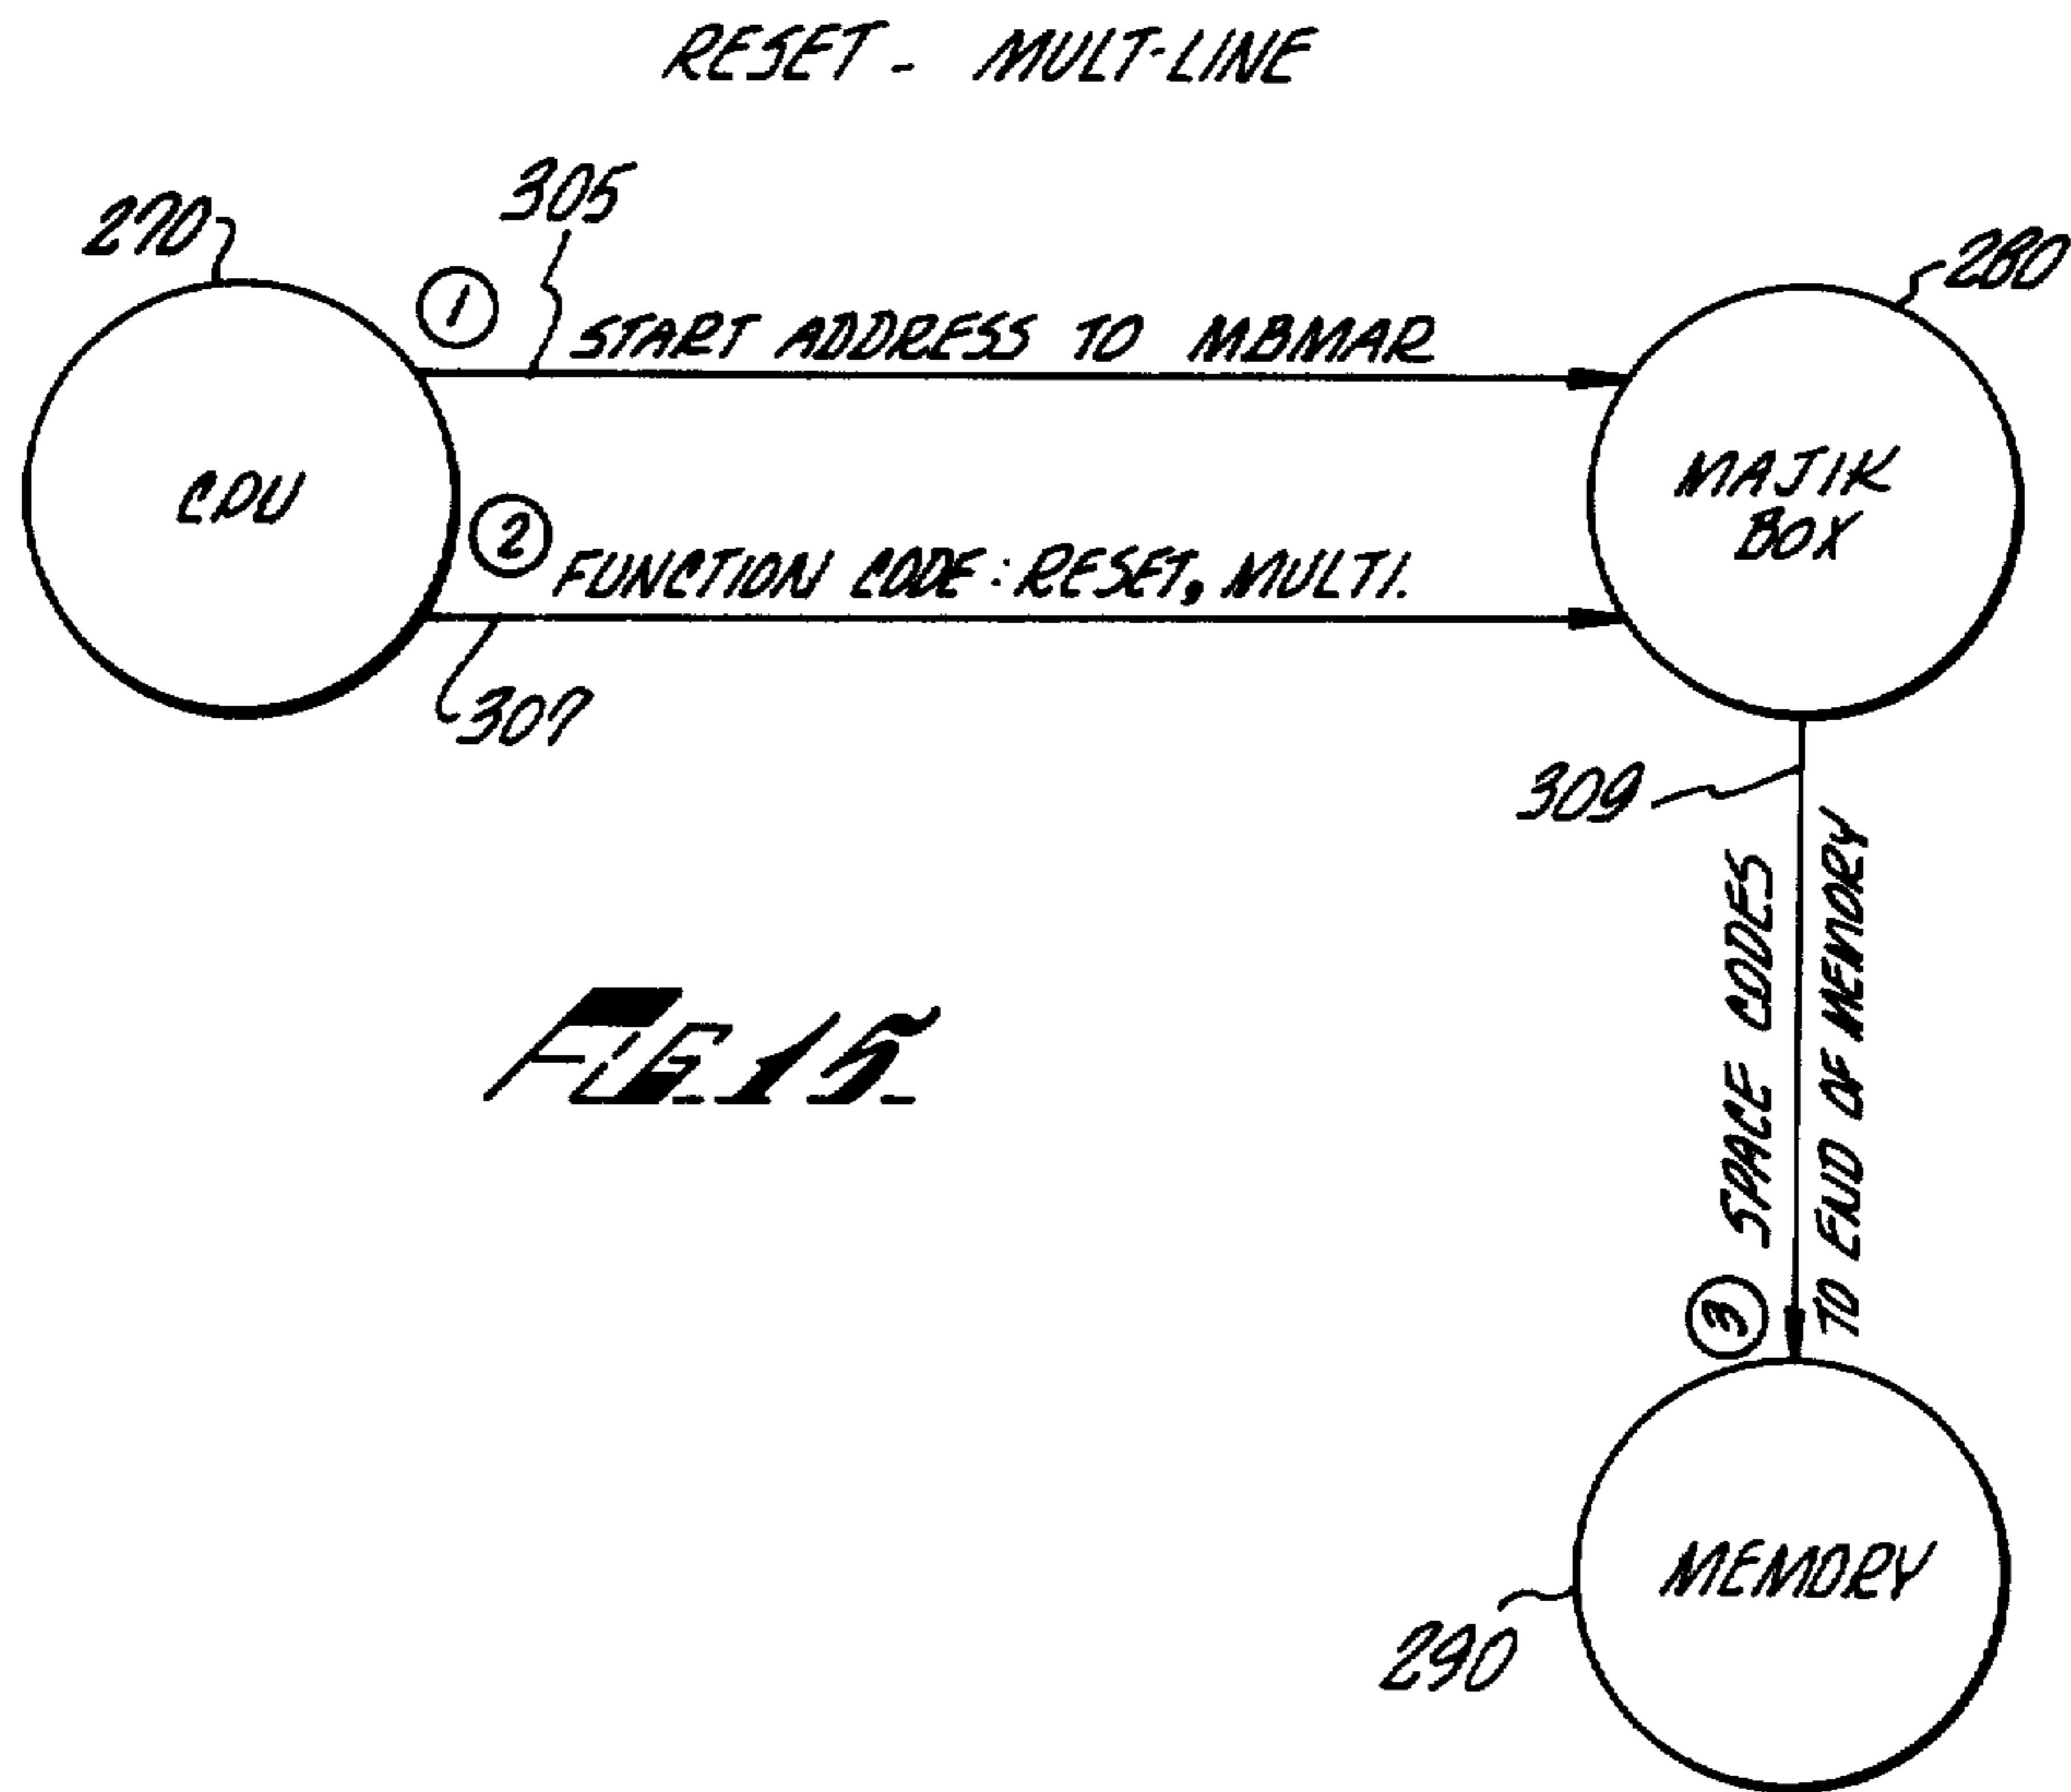 RESET - MULT-LINE
270
305
280
1
START ADDRESS TO MBMAR
CPU
MAJIK
BOX
2
FUNCTION CODE: RESET, MULTI.
307
309
3 SPACE CODES
TO END OF MEMORY
FIG. 15.
MEMORY
290